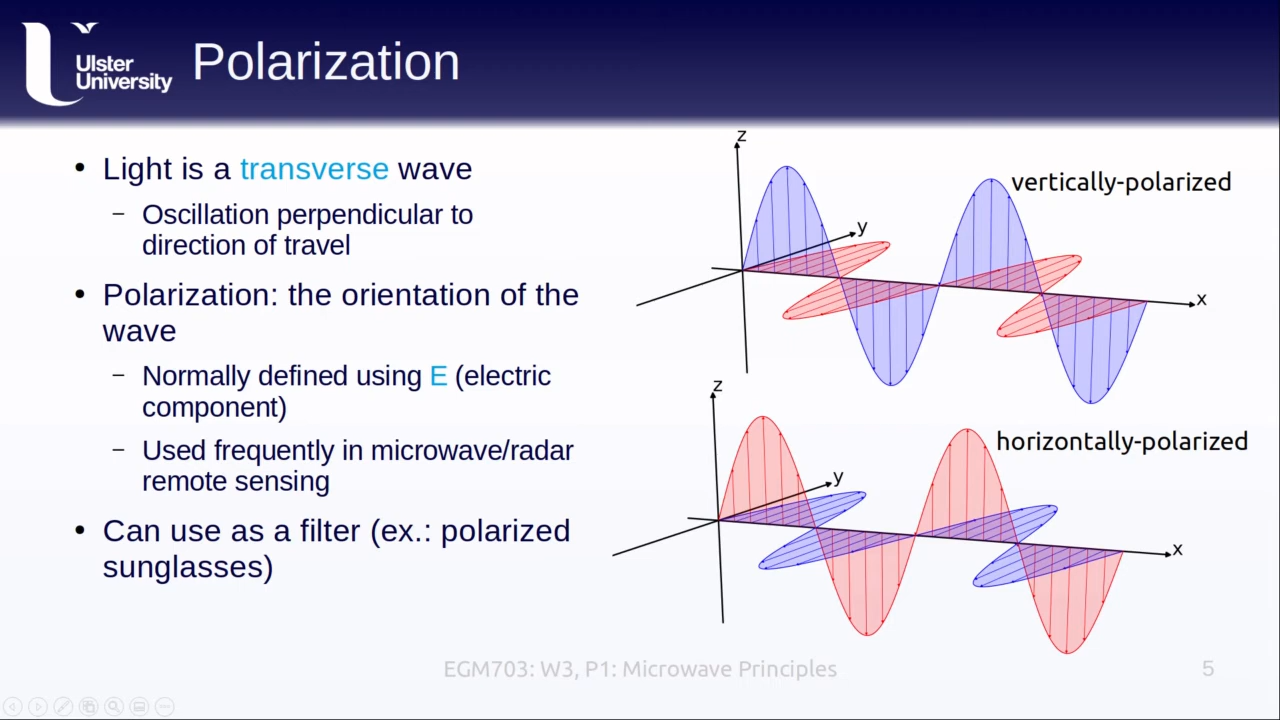 Ulster
University
Polarization
• Light is a transverse wave
– Oscillation perpendicular to
direction of travel
• Polarization: the orientation of the
wave
– Normally defined using E (electric
component)
– Used frequently in microwave/radar
remote sensing
• Can use as a filter (ex.: polarized
sunglasses)
z
vertically-polarized
y
x
z
horizontally-polarized
y
x
EGM703: W3, P1: Microwave Principles
5